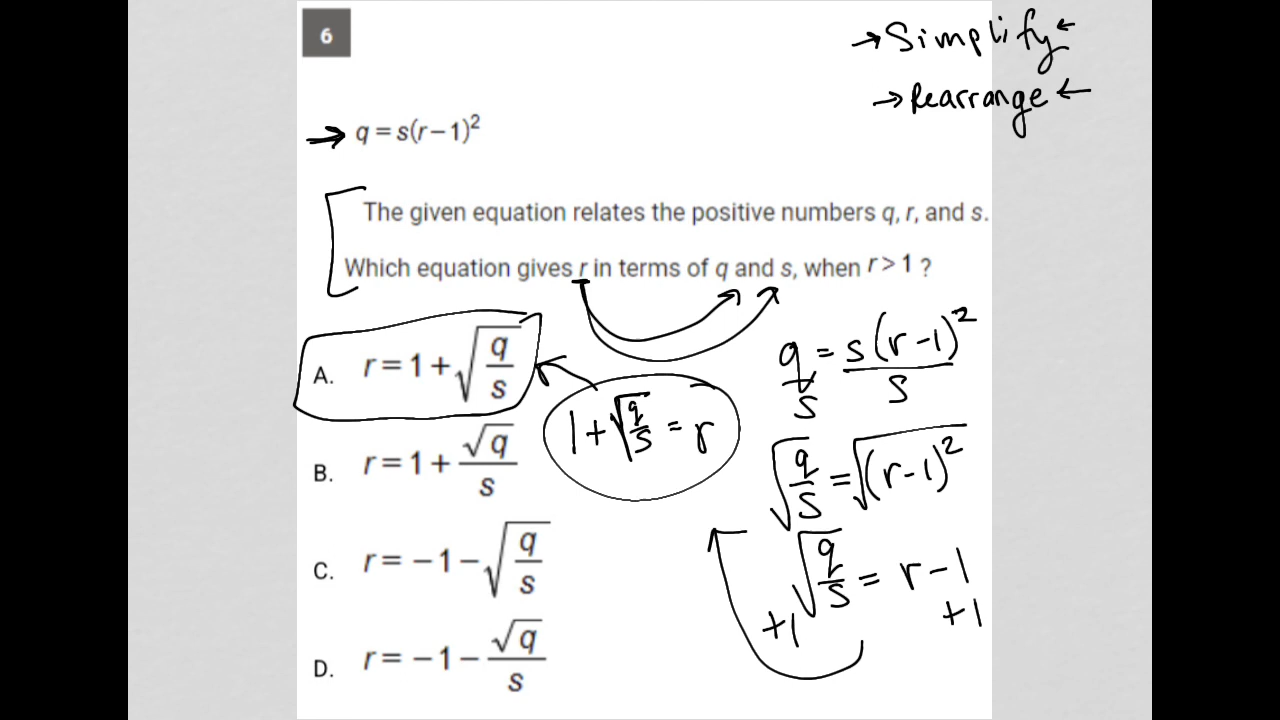 6
→ Simplify ←
→ Rearrange ←
→ q = s(r – 1)²
The given equation relates the positive numbers q, r, and s.
Which equation gives r in terms of q and s, when r > 1 ?
A. r = 1 + √(q/s)
B. r = 1 + √q/s
C. r = – 1 – √(q/s)
D. r = – 1 – √q/s
1 + √(q/s) = r
q/s = s(r – 1)²/s
√(q/s) = √(r – 1)²
√(q/s) = r – 1
+1 +1